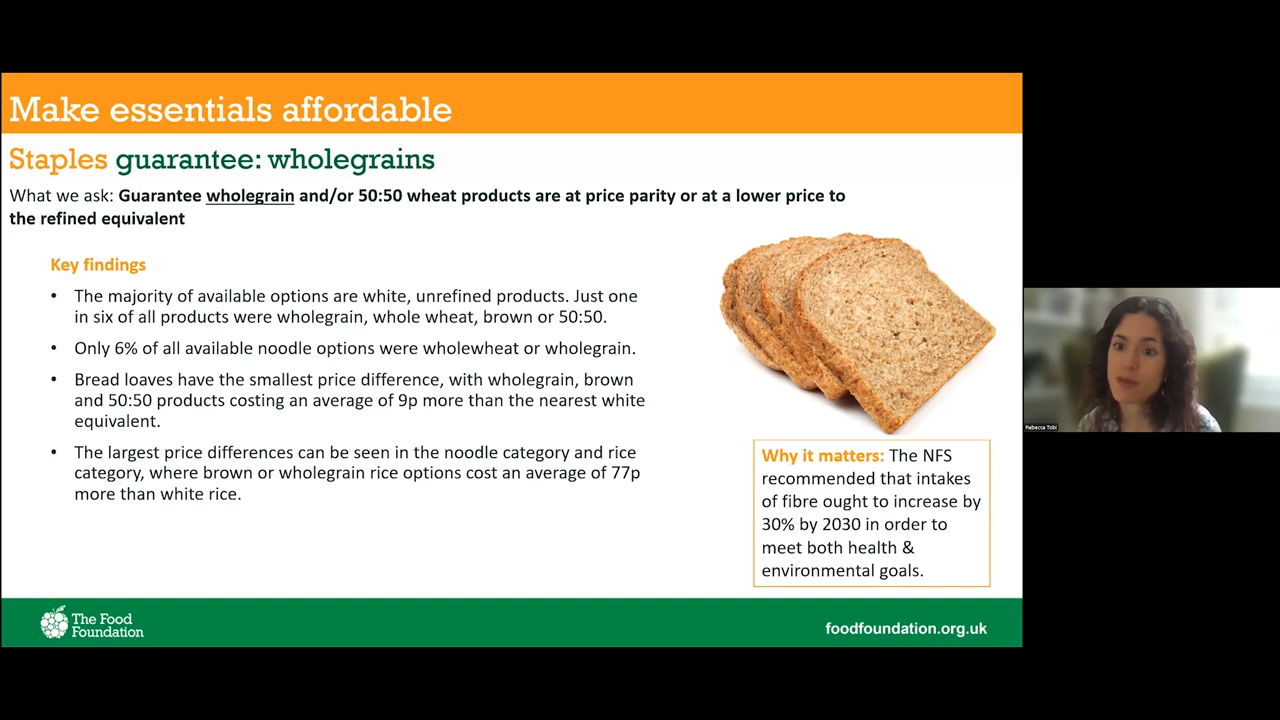 Make essentials affordable
Staples guarantee: wholegrains
What we ask: Guarantee wholegrain and/or 50:50 wheat products are at price parity or at a lower price to
the refined equivalent
Key findings
• The majority of available options are white, unrefined products. Just one
in six of all products were wholegrain, whole wheat, brown or 50:50.
• Only 6% of all available noodle options were wholewheat or wholegrain.
• Bread loaves have the smallest price difference, with wholegrain, brown
and 50:50 products costing an average of 9p more than the nearest white
equivalent.
• The largest price differences can be seen in the noodle category and rice
category, where brown or wholegrain rice options cost an average of 77p
more than white rice.
Why it matters: The NFS
recommended that intakes
of fibre ought to increase by
30% by 2030 in order to
meet both health &
environmental goals.
Rebecca Tobi
The Food
Foundation
foodfoundation.org.uk